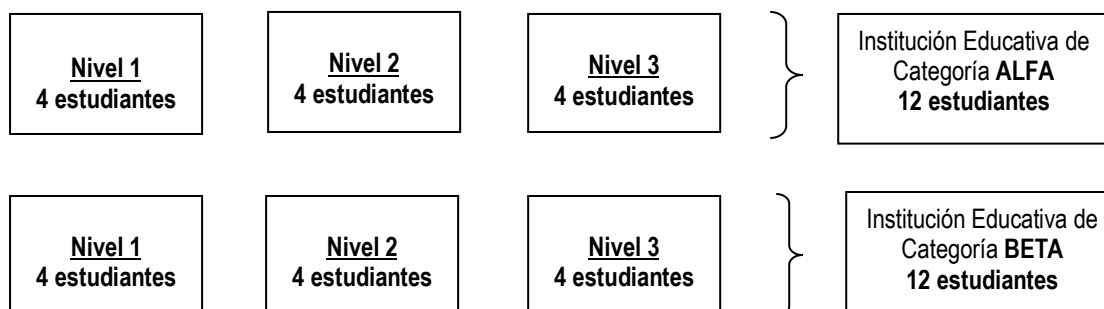 Nivel 1
4 estudiantes
Nivel 2
4 estudiantes
Nivel 3
4 estudiantes
Institución Educativa de
Categoría ALFA
12 estudiantes
Nivel 1
4 estudiantes
Nivel 2
4 estudiantes
Nivel 3
4 estudiantes
Institución Educativa de
Categoría BETA
12 estudiantes